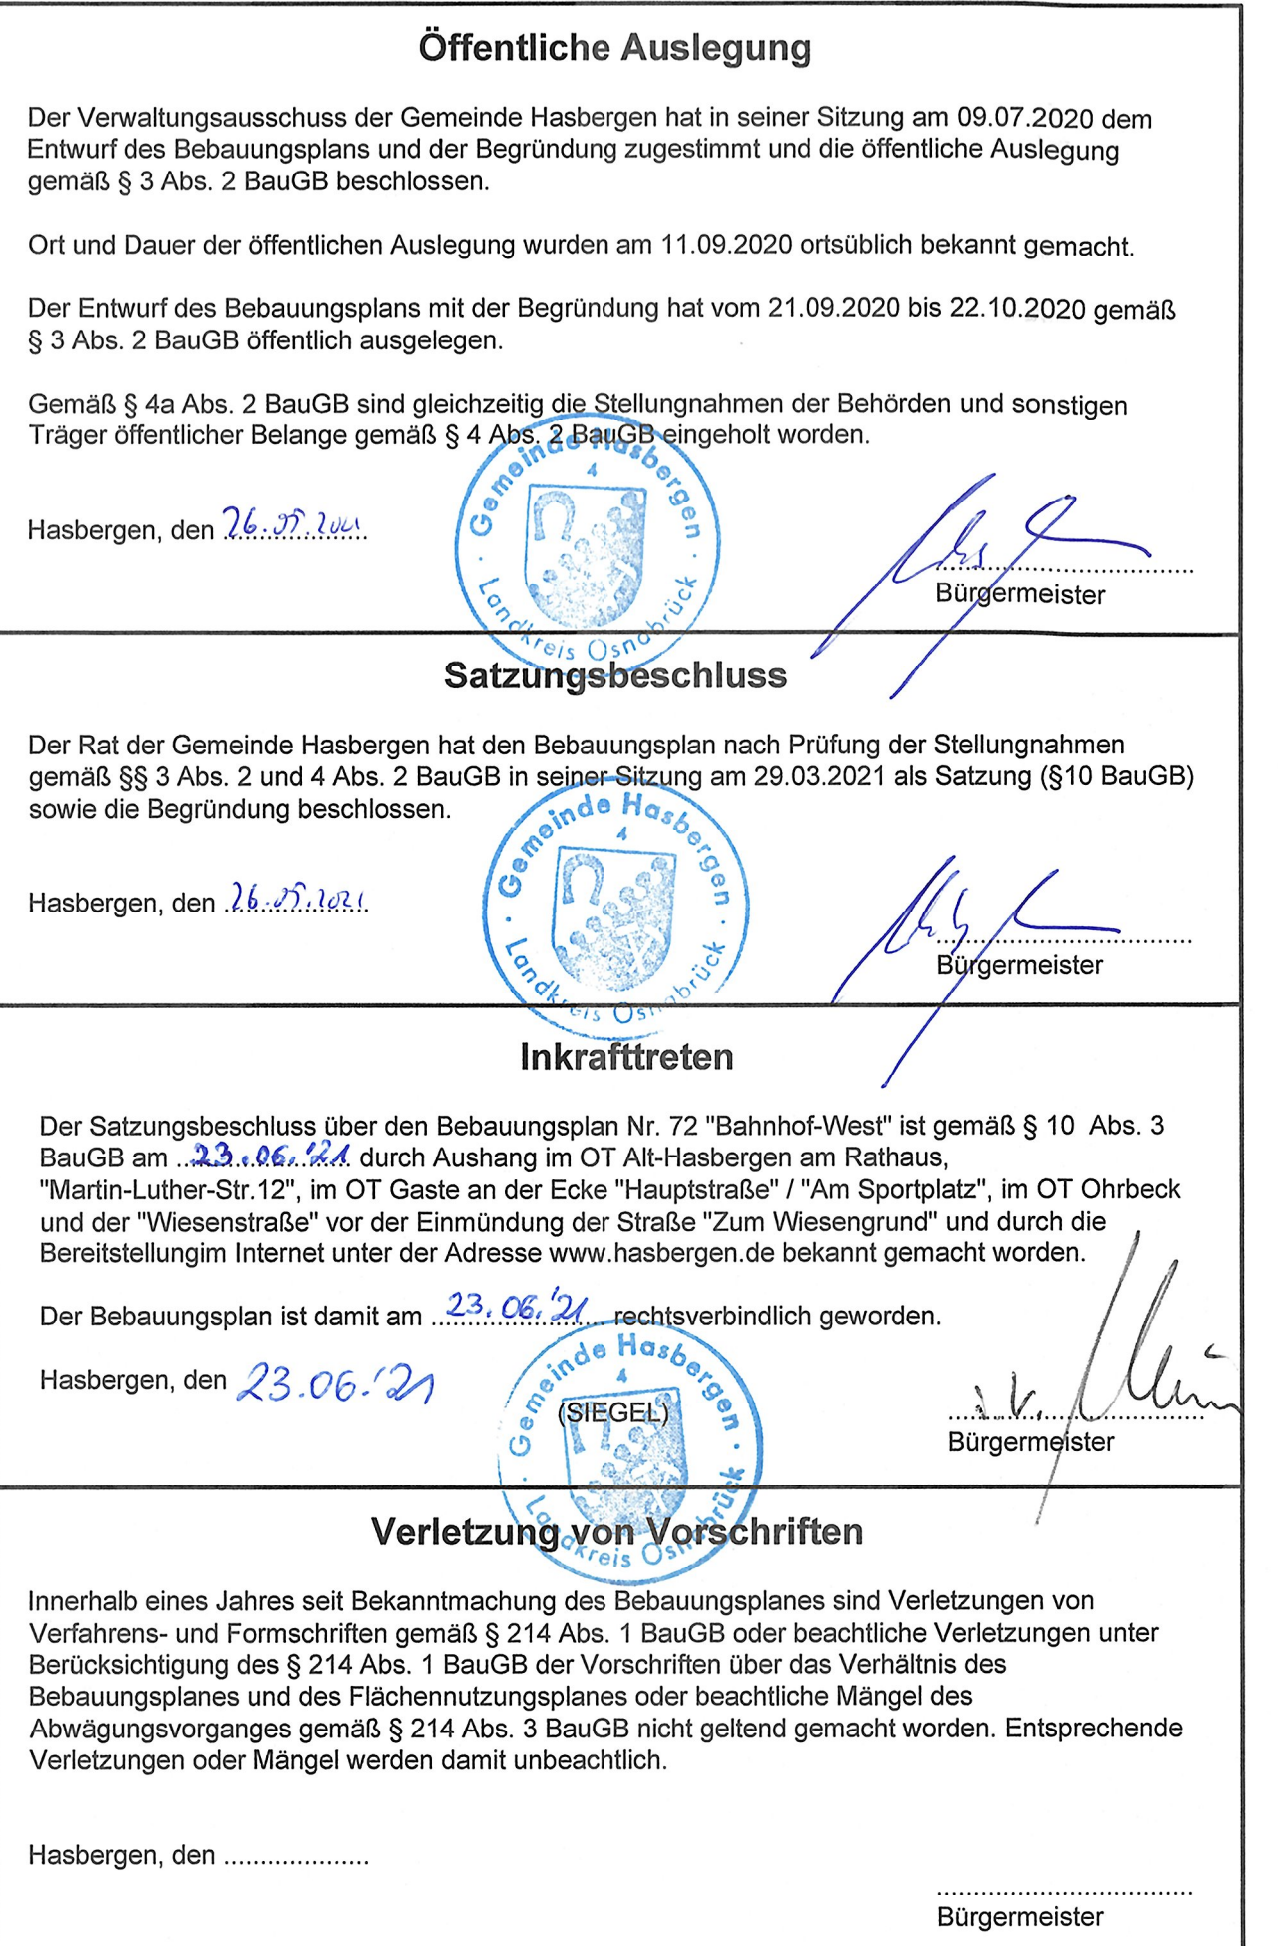 Öffentliche Auslegung
Der Verwaltungsausschuss der Gemeinde Hasbergen hat in seiner Sitzung am 09.07.2020 dem
Entwurf des Bebauungsplans und der Begründung zugestimmt und die öffentliche Auslegung
gemäß § 3 Abs. 2 BauGB beschlossen.
Ort und Dauer der öffentlichen Auslegung wurden am 11.09.2020 ortsüblich bekannt gemacht.
Der Entwurf des Bebauungsplans mit der Begründung hat vom 21.09.2020 bis 22.10.2020 gemäß
§ 3 Abs. 2 BauGB öffentlich ausgelegen.
Gemäß § 4a Abs. 2 BauGB sind gleichzeitig die Stellungnahmen der Behörden und sonstigen
Träger öffentlicher Belange gemäß § 4 Abs. 2 BauGB eingeholt worden.
Gemeinde Hasbergen
4
Hasbergen, den 26.05.2021
Landkreis Osnabrück
Bürgermeister
Satzungsbeschluss
Der Rat der Gemeinde Hasbergen hat den Bebauungsplan nach Prüfung der Stellungnahmen
gemäß §§ 3 Abs. 2 und 4 Abs. 2 BauGB in seiner Sitzung am 29.03.2021 als Satzung (§10 BauGB)
sowie die Begründung beschlossen.
Gemeinde Hasbergen
4
Hasbergen, den 26.05.2021
Landkreis Osnabrück
Bürgermeister
Inkrafttreten
Der Satzungsbeschluss über den Bebauungsplan Nr. 72 "Bahnhof-West" ist gemäß § 10 Abs. 3
BauGB am 23.06.'21 durch Aushang im OT Alt-Hasbergen am Rathaus,
"Martin-Luther-Str.12", im OT Gaste an der Ecke "Hauptstraße" / "Am Sportplatz", im OT Ohrbeck
und der "Wiesenstraße" vor der Einmündung der Straße "Zum Wiesengrund" und durch die
Bereitstellungim Internet unter der Adresse www.hasbergen.de bekannt gemacht worden.
Der Bebauungsplan ist damit am 23.06.'21 rechtsverbindlich geworden.
Gemeinde Hasbergen
4
Hasbergen, den 23.06.'21
(SIEGEL)
i.V.
Bürgermeister
Landkreis Osnabrück
Verletzung von Vorschriften
Innerhalb eines Jahres seit Bekanntmachung des Bebauungsplanes sind Verletzungen von
Verfahrens- und Formschriften gemäß § 214 Abs. 1 BauGB oder beachtliche Verletzungen unter
Berücksichtigung des § 214 Abs. 1 BauGB der Vorschriften über das Verhältnis des
Bebauungsplanes und des Flächennutzungsplanes oder beachtliche Mängel des
Abwägungsvorganges gemäß § 214 Abs. 3 BauGB nicht geltend gemacht worden. Entsprechende
Verletzungen oder Mängel werden damit unbeachtlich.
Hasbergen, den ....................
Bürgermeister